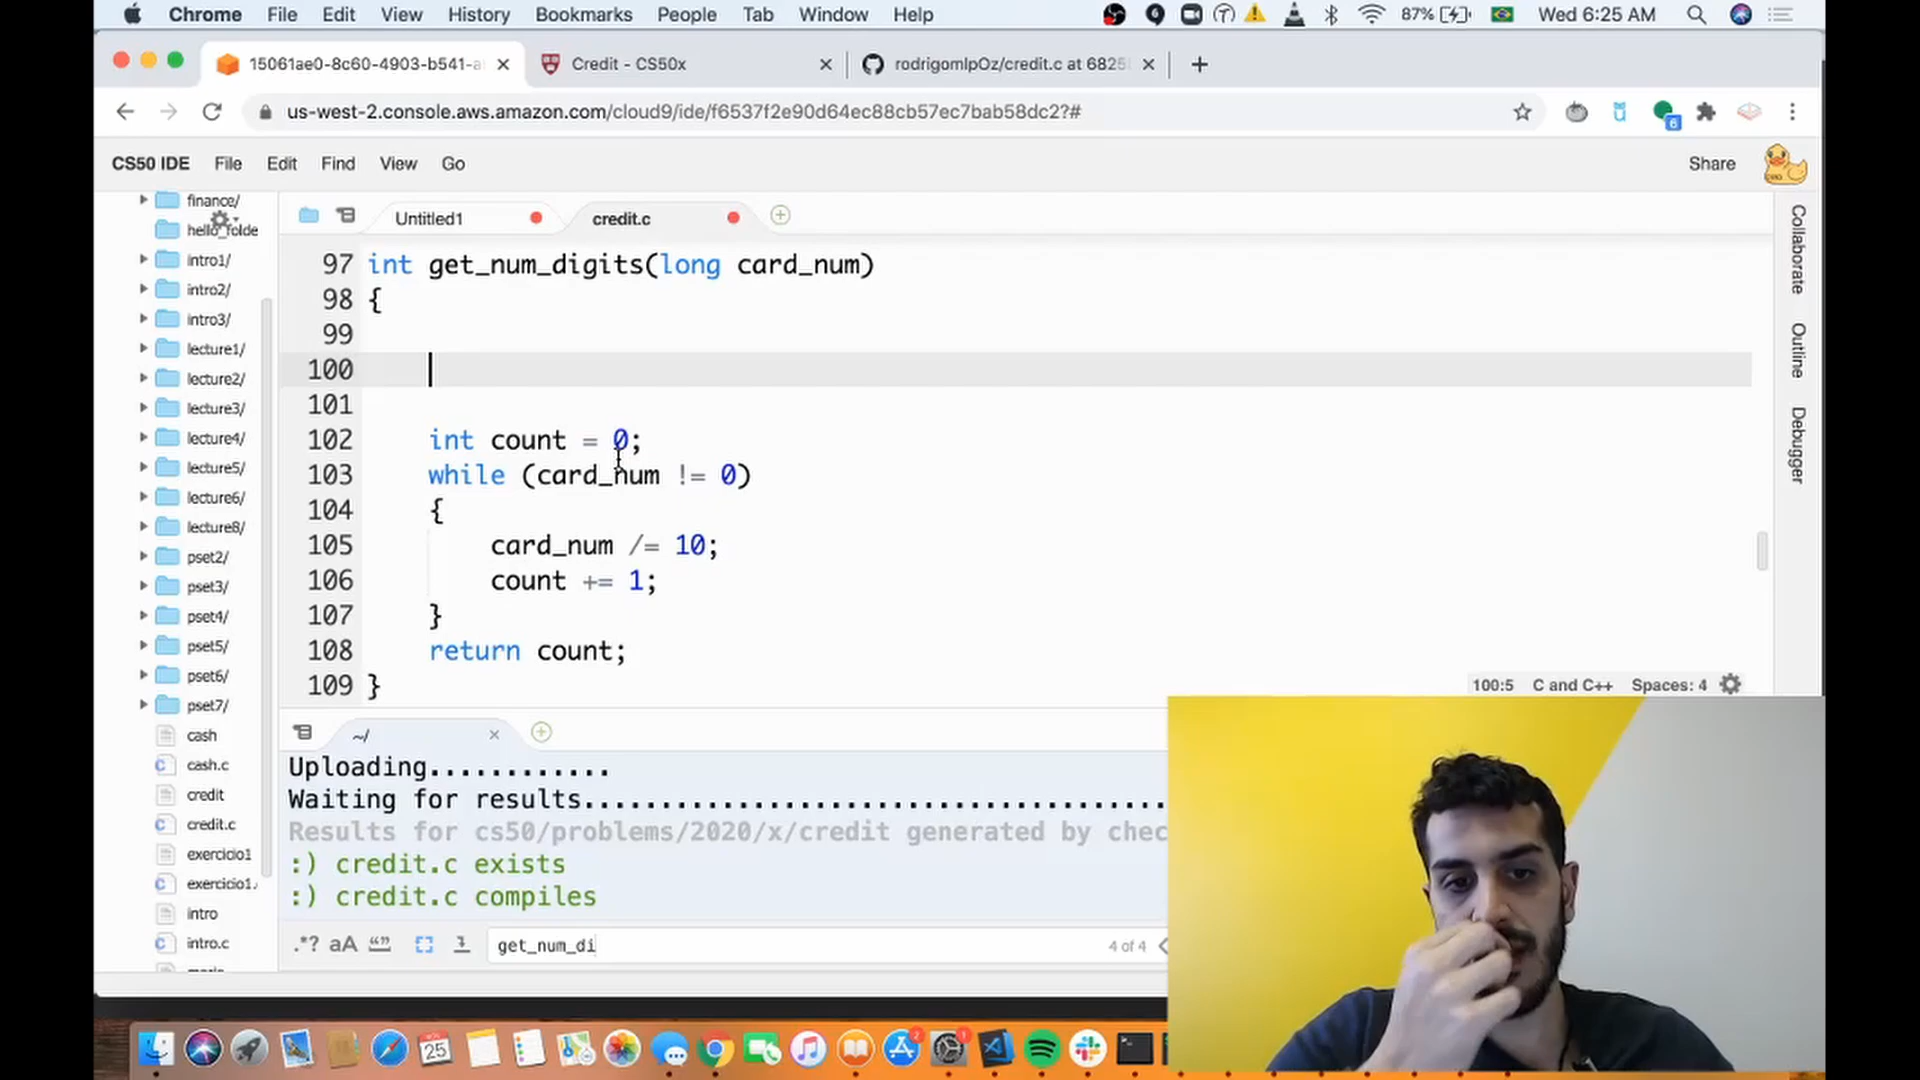 Chrome File Edit View History Bookmarks People Tab Window Help 87% Wed 6:25 AM
15061ae0-8c60-4903-b541-a Credit - CS50x rodrigomlpOz/credit.c at 6825
us-west-2.console.aws.amazon.com/cloud9/ide/f6537f2e90d64ec88cb57ec7bab58dc2?#
6
CS50 IDE File Edit Find View Go Share
finance/
hello_folde
intro1/
intro2/
intro3/
lecture1/
lecture2/
lecture3/
lecture4/
lecture5/
lecture6/
lecture8/
pset2/
pset3/
pset4/
pset5/
pset6/
pset7/
cash
cash.c
credit
credit.c
exercicio1
exercicio1.
intro
intro.c
Untitled1 credit.c
97 int get_num_digits(long card_num)
98 {
99
100
101
102 int count = 0;
103 while (card_num != 0)
104 {
105 card_num /= 10;
106 count += 1;
107 }
108 return count;
109 }
100:5 C and C++ Spaces: 4
Collaborate
Outline
Debugger
~/
Uploading............
Waiting for results......................................
Results for cs50/problems/2020/x/credit generated by chec
:) credit.c exists
:) credit.c compiles
.*? aA “” get_num_di 4 of 4
NOV
25
2
1